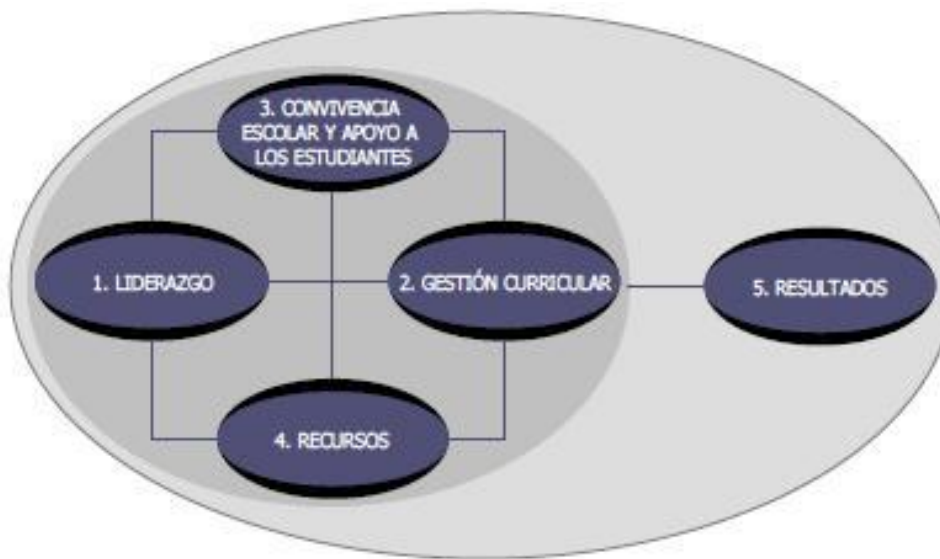 3. CONVIVENCIA
ESCOLAR Y APOYO A
LOS ESTUDIANTES
1. LIDERAZGO
2. GESTIÓN CURRICULAR
5. RESULTADOS
4. RECURSOS